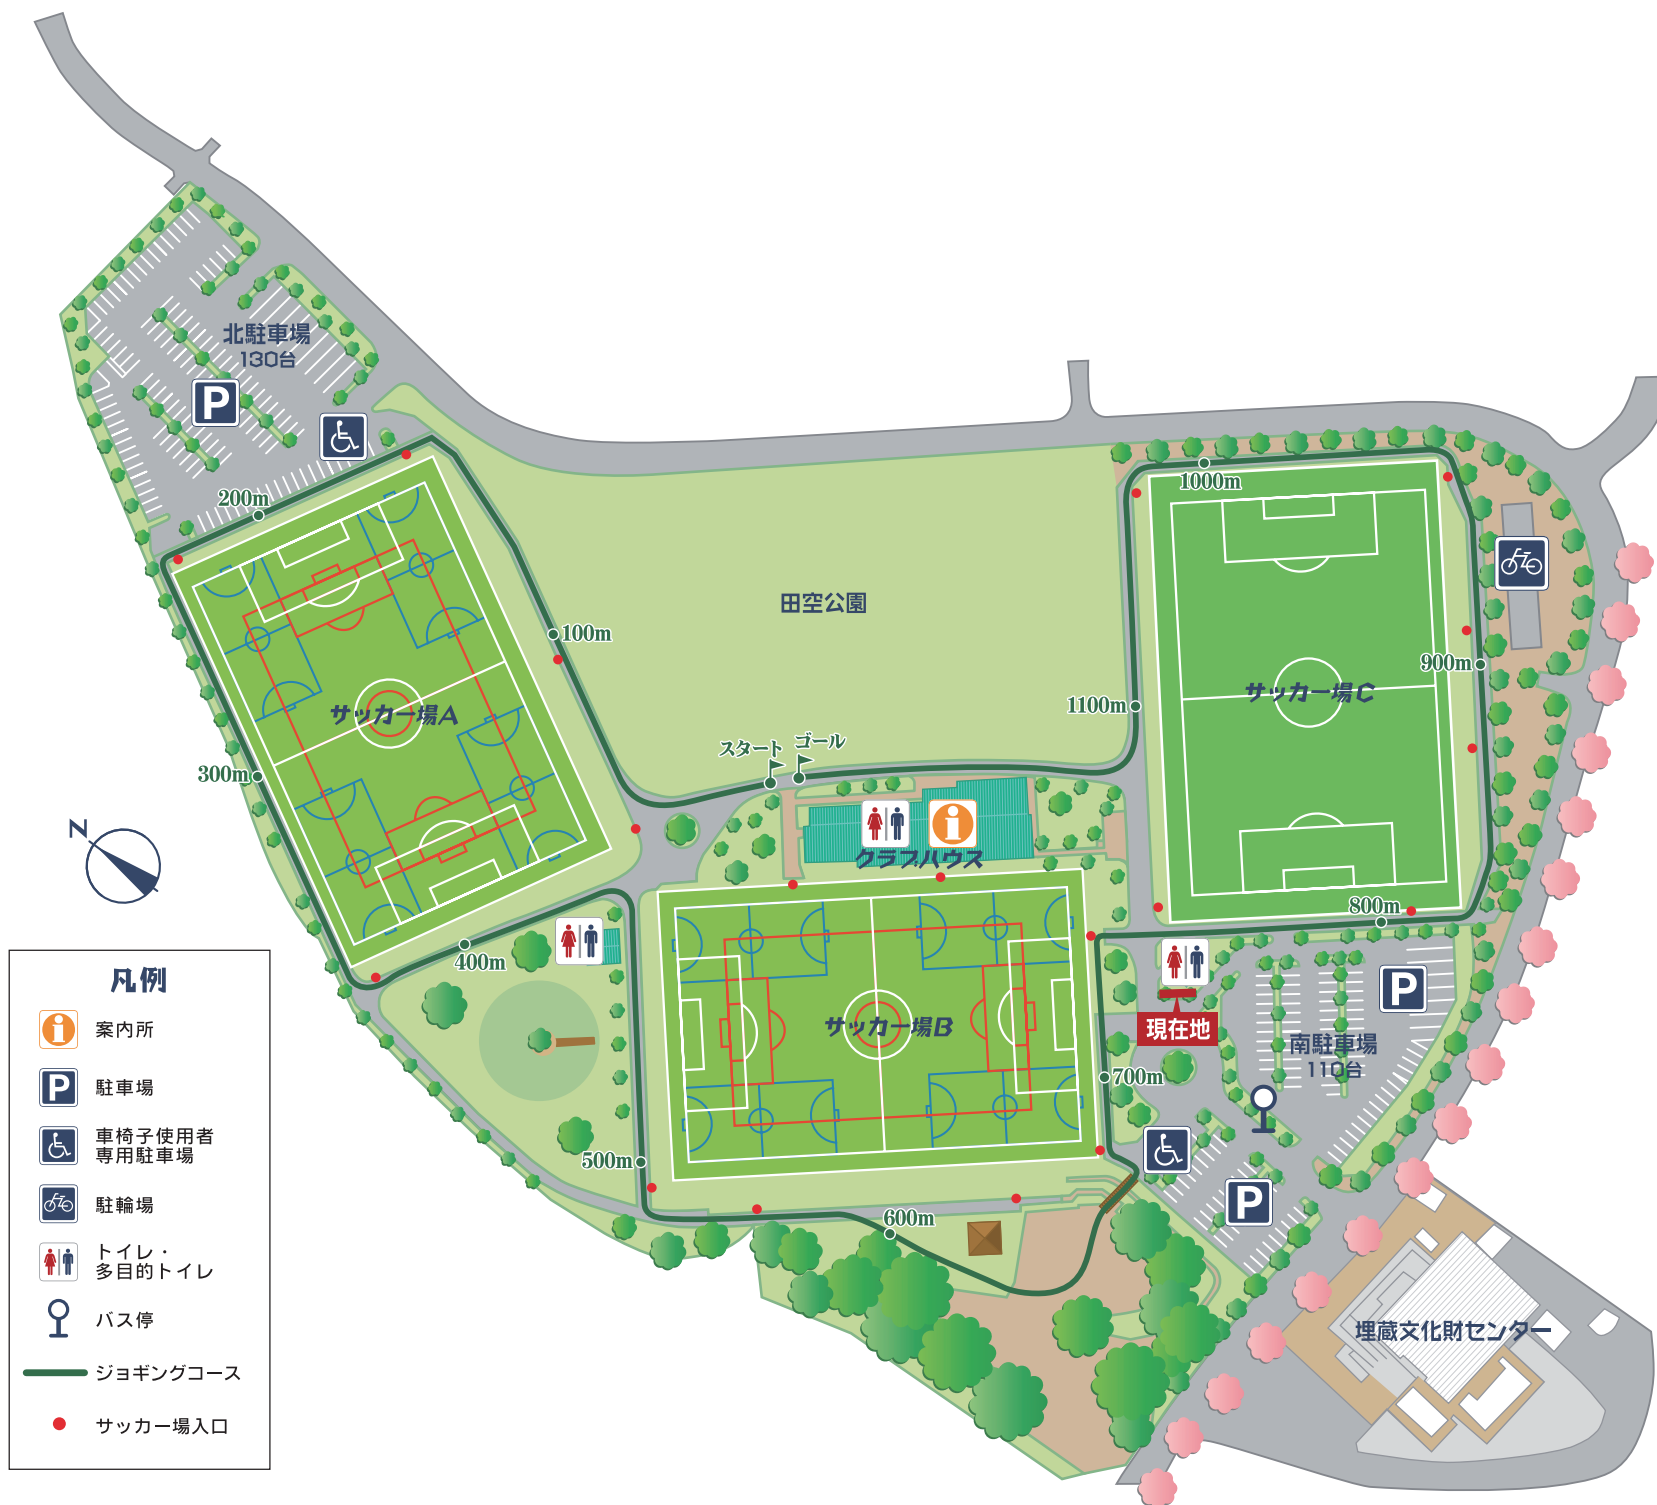 北駐車場
130台
P
200m
1000m
田空公園
100m
サッカー場C
900m
サッカー場A
1100m
スタート
ゴール
300m
i
クラブハウス
N
800m
400m
P
サッカー場B
現在地
南駐車場
110台
700m
500m
P
600m
埋蔵文化財センター
凡例
i
案内所
P
駐車場
車椅子使用者
専用駐車場
駐輪場
トイレ・
多目的トイレ
バス停
ジョギングコース
サッカー場入口